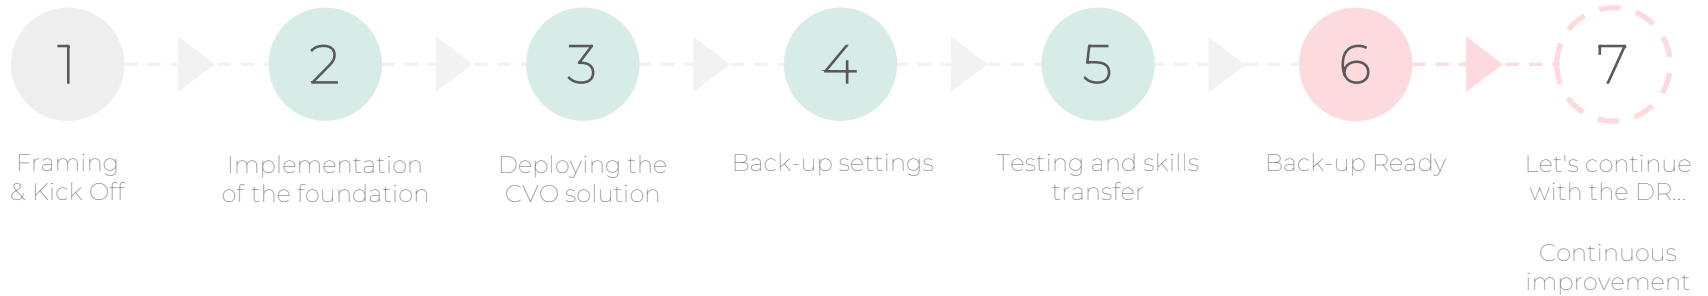 1
Framing
& Kick Off
2
Implementation
of the foundation
3
Deploying the
CVO solution
4
Back-up settings
5
Testing and skills
transfer
6
Back-up Ready
7
Let's continue
with the DR...
Continuous
improvement